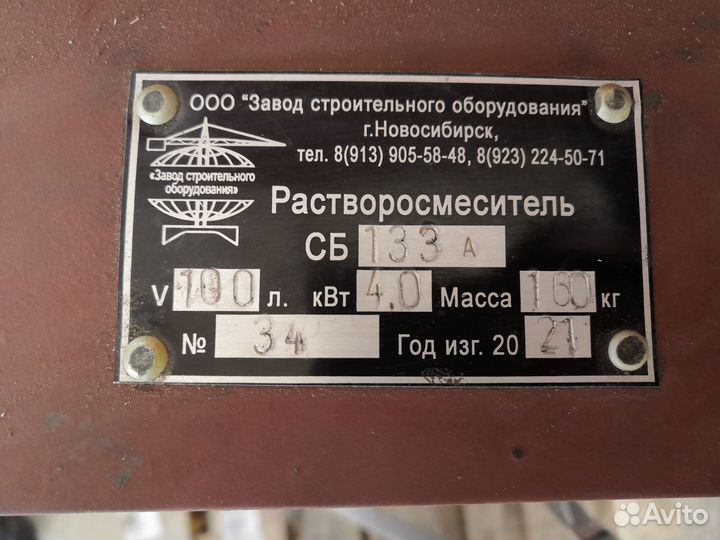 ООО "Завод строительного оборудования"
г.Новосибирск,
тел. 8(913) 905-58-48, 8(923) 224-50-71
«Завод строительного
оборудования»
Растворосмеситель
СБ 133 А
V 100 л. кВт 4.0 Масса 160 кг
№ 34 Год изг. 20 21
Avito